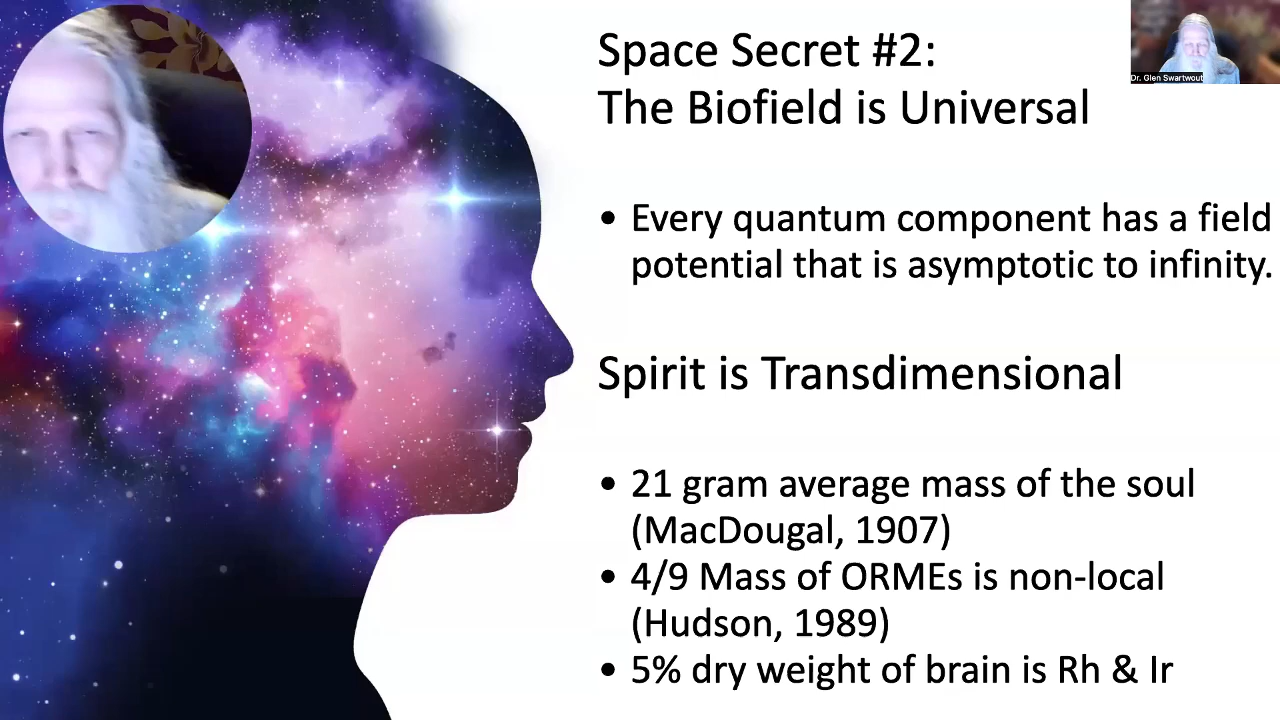 Space Secret #2:
The Biofield is Universal
Dr. Glen Swartwout
• Every quantum component has a field
potential that is asymptotic to infinity.
Spirit is Transdimensional
• 21 gram average mass of the soul
(MacDougal, 1907)
• 4/9 Mass of ORMEs is non-local
(Hudson, 1989)
• 5% dry weight of brain is Rh & Ir